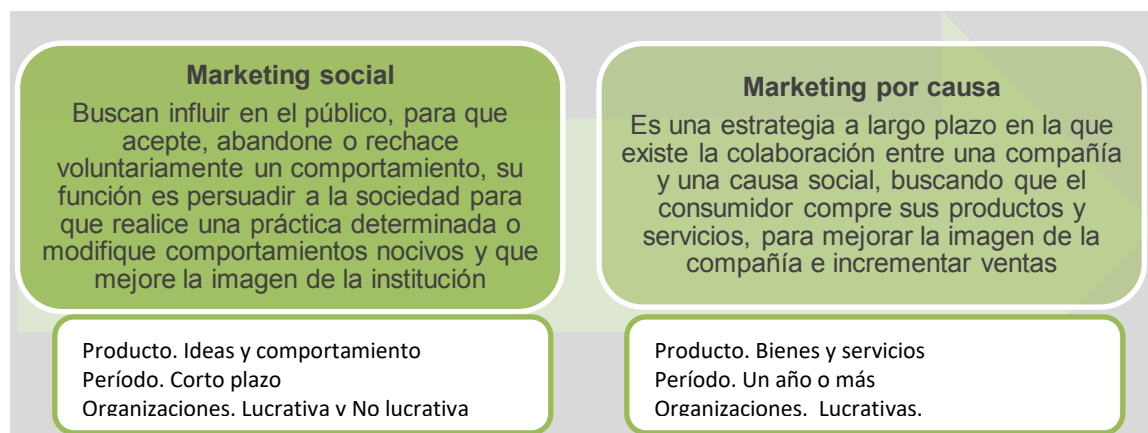 Marketing social
Buscan influir en el público, para que
acepte, abandone o rechace
voluntariamente un comportamiento, su
función es persuadir a la sociedad para
que realice una práctica determinada o
modifique comportamientos nocivos y que
mejore la imagen de la institución
Producto. Ideas y comportamiento
Período. Corto plazo
Organizaciones. Lucrativa y No lucrativa
Marketing por causa
Es una estrategia a largo plazo en la que
existe la colaboración entre una compañía
y una causa social, buscando que el
consumidor compre sus productos y
servicios, para mejorar la imagen de la
compañía e incrementar ventas
Producto. Bienes y servicios
Período. Un año o más
Organizaciones. Lucrativas.